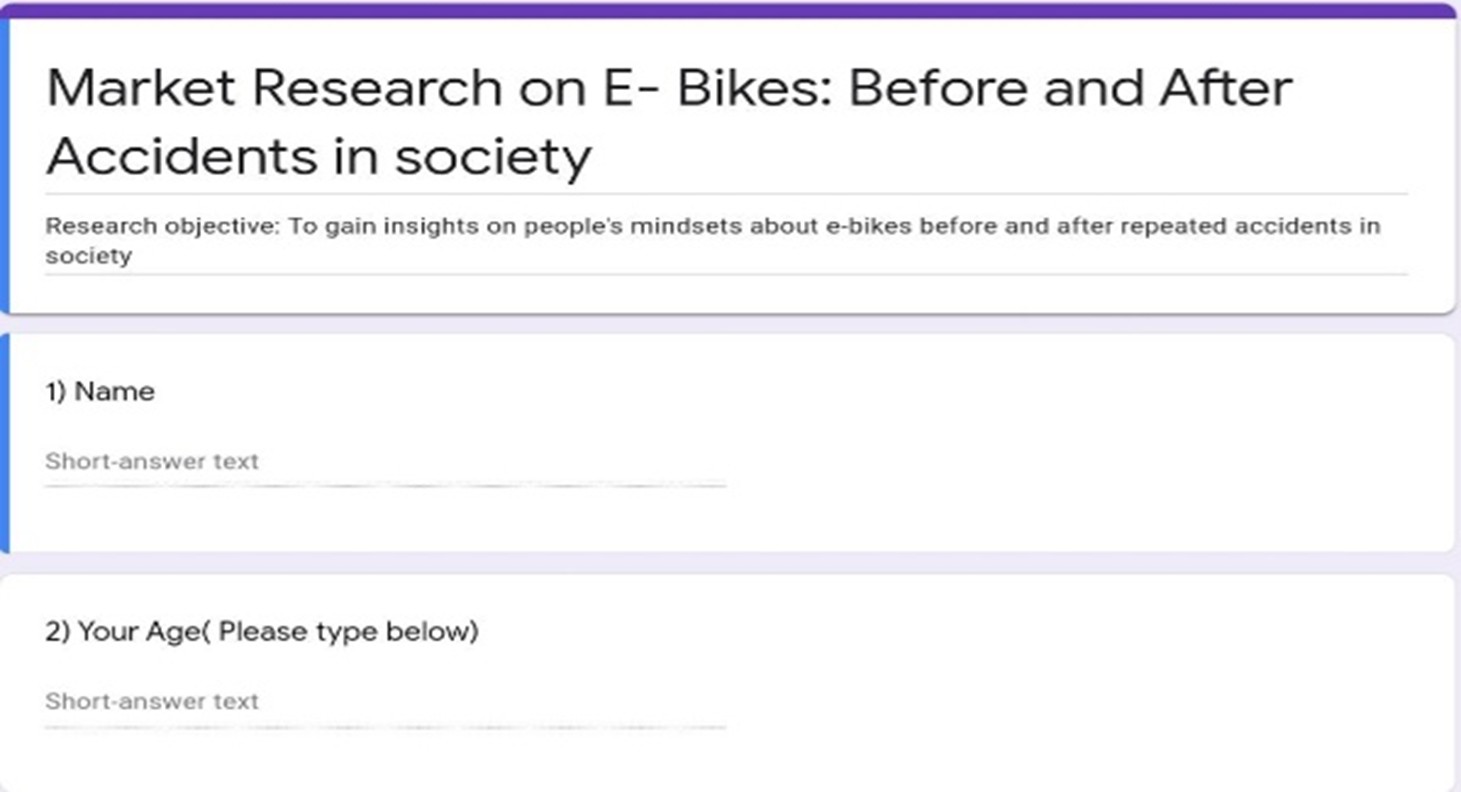 Market Research on E- Bikes: Before and After
Accidents in society
Research objective: To gain insights on people's mindsets about e-bikes before and after repeated accidents in
society
1) Name
Short-answer text
2) Your Age( Please type below)
Short-answer text